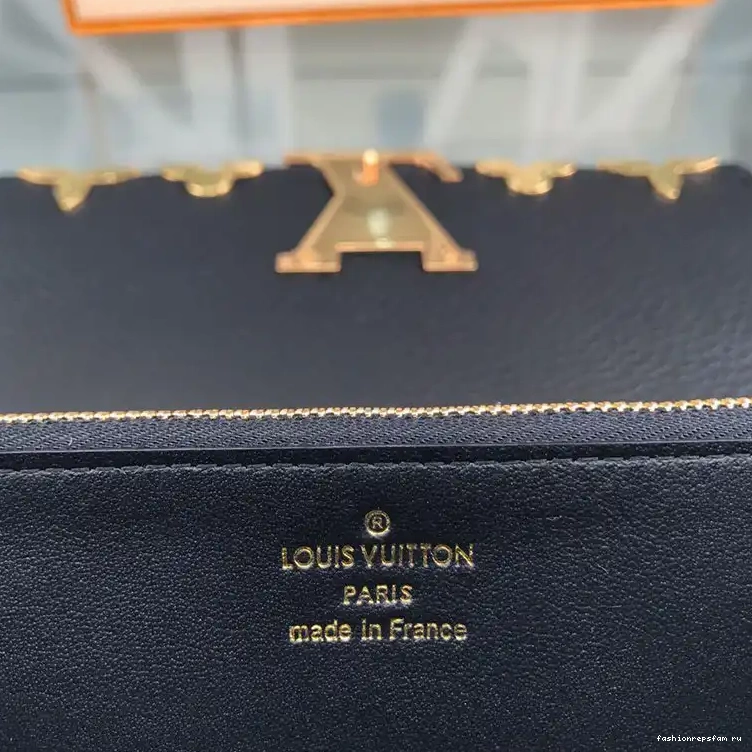 ®
LOUIS VUITTON
PARIS
made in France
fashionrepsfam ru